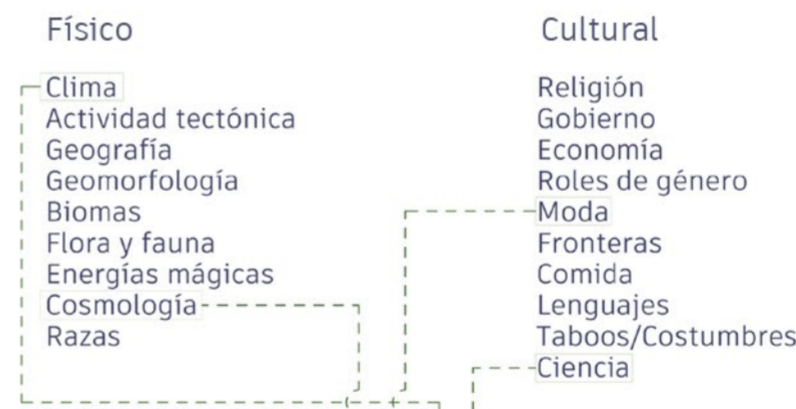 Físico
Clima
Actividad tectónica
Geografía
Geomorfología
Biomas
Flora y fauna
Energías mágicas
Cosmología
Razas
Cultural
Religión
Gobierno
Economía
Roles de género
Moda
Fronteras
Comida
Lenguajes
Taboos/Costumbres
Ciencia